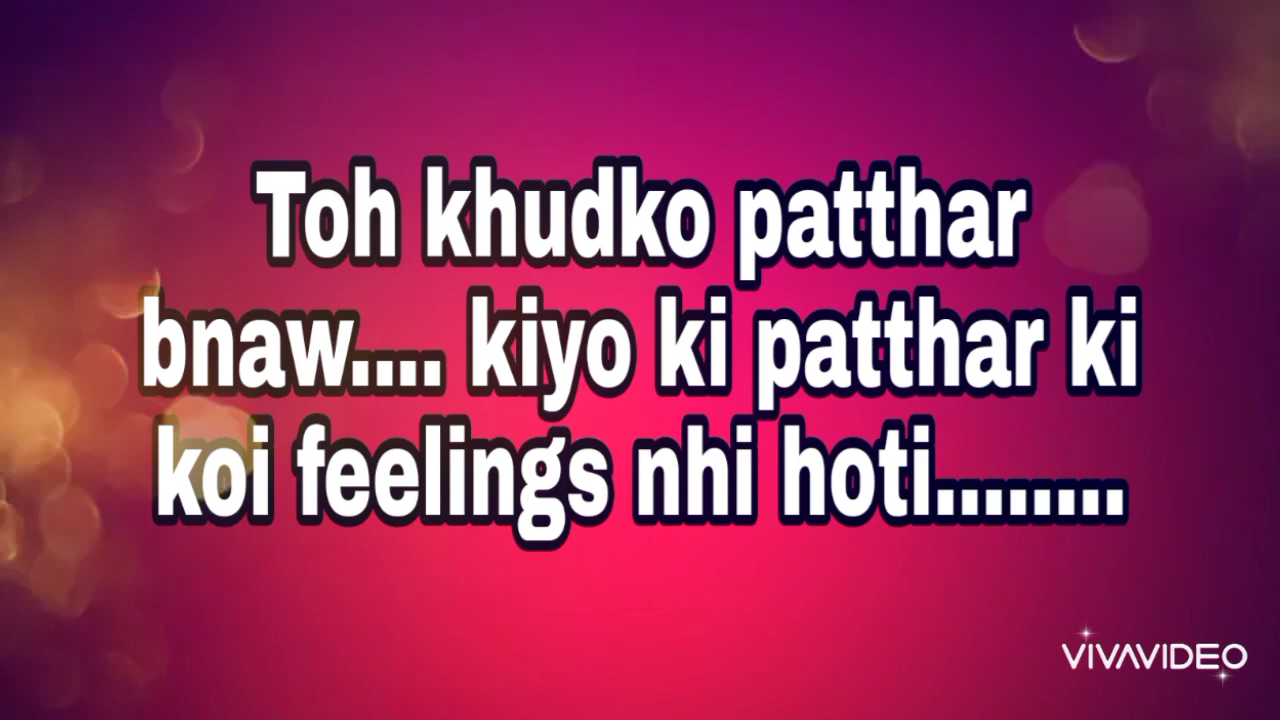 Toh khudko patthar
bnaw.... kiyo ki patthar ki
koi feelings nhi hoti........
VIVAVIDEO